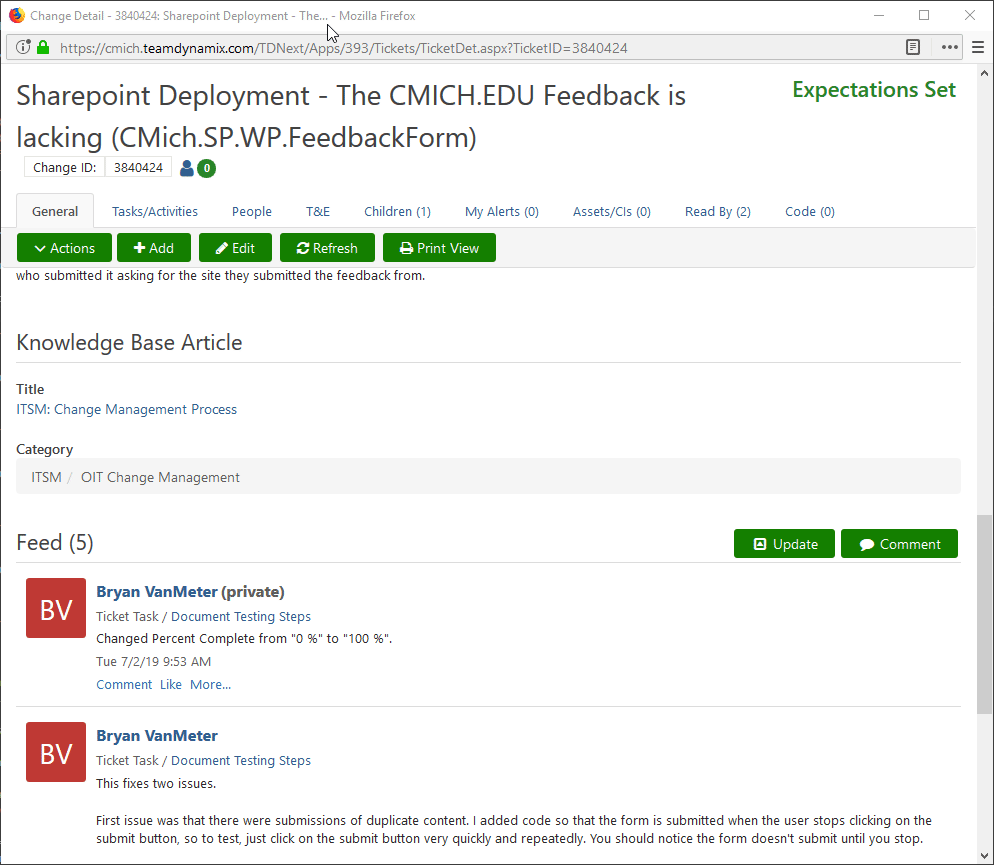 Change Detail - 3840424: Sharepoint Deployment - The... - Mozilla Firefox
https://cmich.teamdynamix.com/TDNext/Apps/393/Tickets/TicketDet.aspx?TicketID=3840424
Sharepoint Deployment - The CMICH.EDU Feedback is
lacking (CMich.SP.WP.FeedbackForm)
Expectations Set
Change ID: 3840424 0
General Tasks/Activities People T&E Children (1) My Alerts (0) Assets/CIs (0) Read By (2) Code (0)
Actions Add Edit Refresh Print View
who submitted it asking for the site they submitted the feedback from.
Knowledge Base Article
Title
ITSM: Change Management Process
Category
ITSM / OIT Change Management
Feed (5)
Update Comment
BV
Bryan VanMeter (private)
Ticket Task / Document Testing Steps
Changed Percent Complete from "0 %" to "100 %".
Tue 7/2/19 9:53 AM
Comment Like More...
BV
Bryan VanMeter
Ticket Task / Document Testing Steps
This fixes two issues.
First issue was that there were submissions of duplicate content. I added code so that the form is submitted when the user stops clicking on the
submit button, so to test, just click on the submit button very quickly and repeatedly. You should notice the form doesn't submit until you stop.